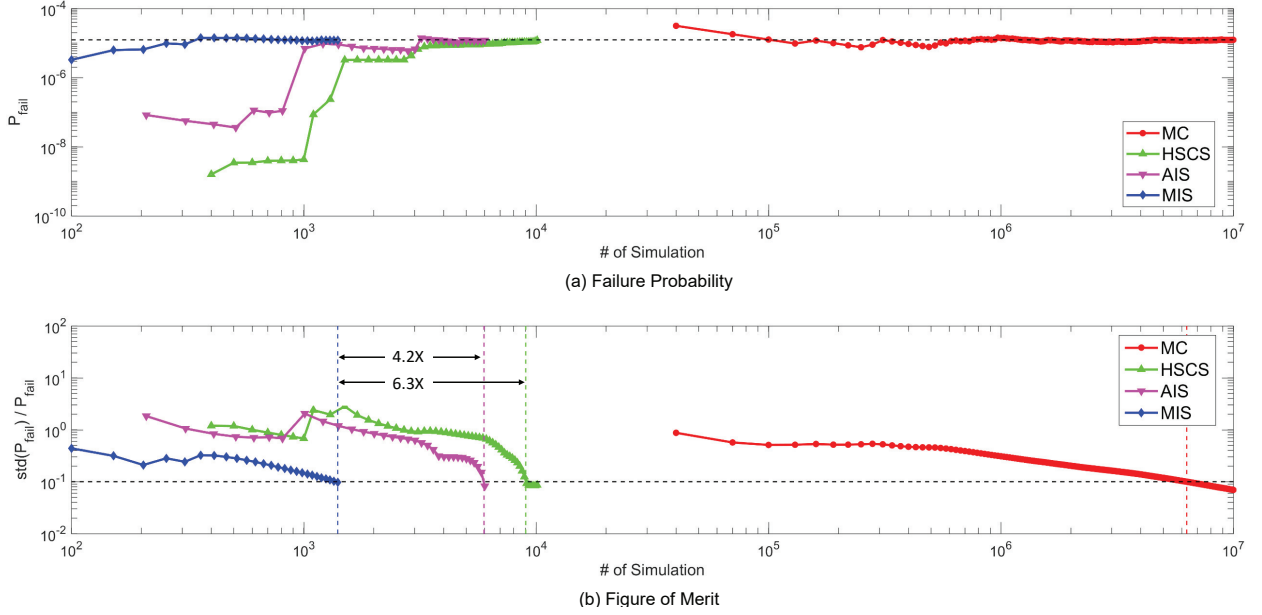 10^-4
10^-6
10^-8
10^-10
P_fail
MC
HSCS
AIS
MIS
10^2
10^3
10^4
10^5
10^6
10^7
# of Simulation
(a) Failure Probability
10^2
10^1
10^0
10^-1
10^-2
std(P_fail) / P_fail
4.2X
6.3X
MC
HSCS
AIS
MIS
10^2
10^3
10^4
10^5
10^6
10^7
# of Simulation
(b) Figure of Merit